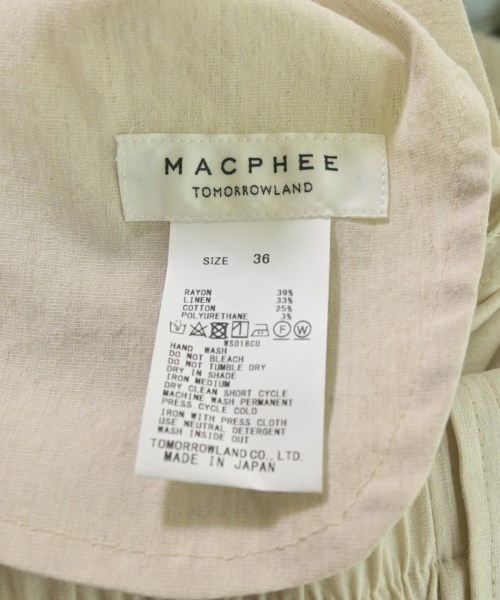 MACPHEE
TOMORROWLAND
SIZE 36
RAYON 39%
LINEN 33%
COTTON 25%
POLYURETHANE 3%
WS018CU
HAND WASH
DO NOT BLEACH
DO NOT TUMBLE DRY
DRY IN SHADE
IRON MEDIUM
DRY CLEAN SHORT CYCLE
MACHINE WASH PERMANENT
PRESS CYCLE COLD
IRON WITH PRESS CLOTH
USE NEUTRAL DETERGENT
WASH INSIDE OUT
TOMORROWLAND CO., LTD.
MADE IN JAPAN